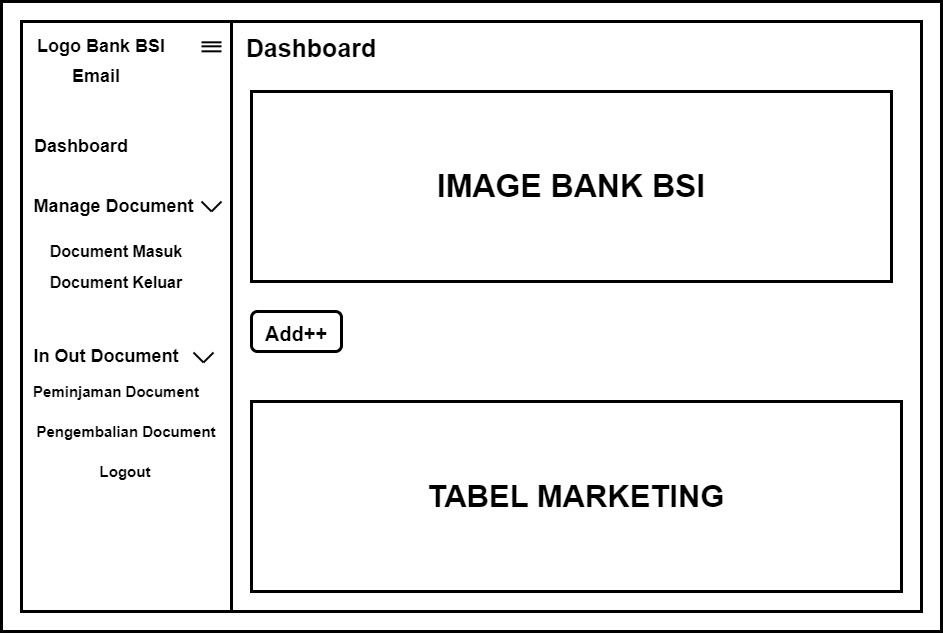 Logo Bank BSI
Email
Dashboard
Manage Document
Document Masuk
Document Keluar
In Out Document
Peminjaman Document
Pengembalian Document
Logout
Dashboard
IMAGE BANK BSI
Add++
TABEL MARKETING